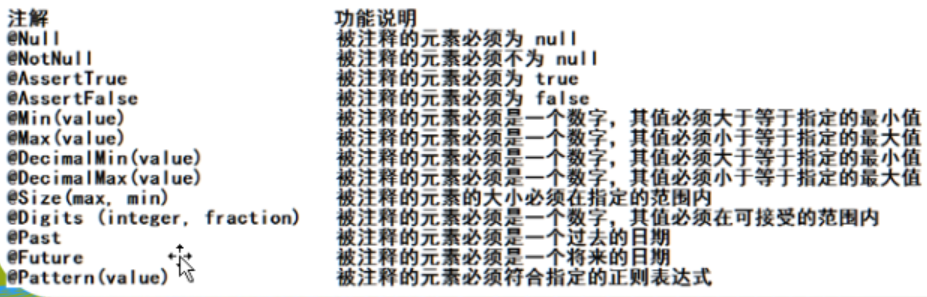 注解 功能说明
@Null 被注释的元素必须为 null
@NotNull 被注释的元素必须不为 null
@AssertTrue 被注释的元素必须为 true
@AssertFalse 被注释的元素必须为 false
@Min(value) 被注释的元素必须是一个数字，其值必须大于等于指定的最小值
@Max(value) 被注释的元素必须是一个数字，其值必须小于等于指定的最大值
@DecimalMin(value) 被注释的元素必须是一个数字，其值必须大于等于指定的最小值
@DecimalMax(value) 被注释的元素必须是一个数字，其值必须小于等于指定的最大值
@Size(max, min) 被注释的元素的大小必须在指定的范围内
@Digits (integer, fraction) 被注释的元素必须是一个数字，其值必须在可接受的范围内
@Past 被注释的元素必须是一个过去的日期
@Future 被注释的元素必须是一个将来的日期
@Pattern(value) 被注释的元素必须符合指定的正则表达式